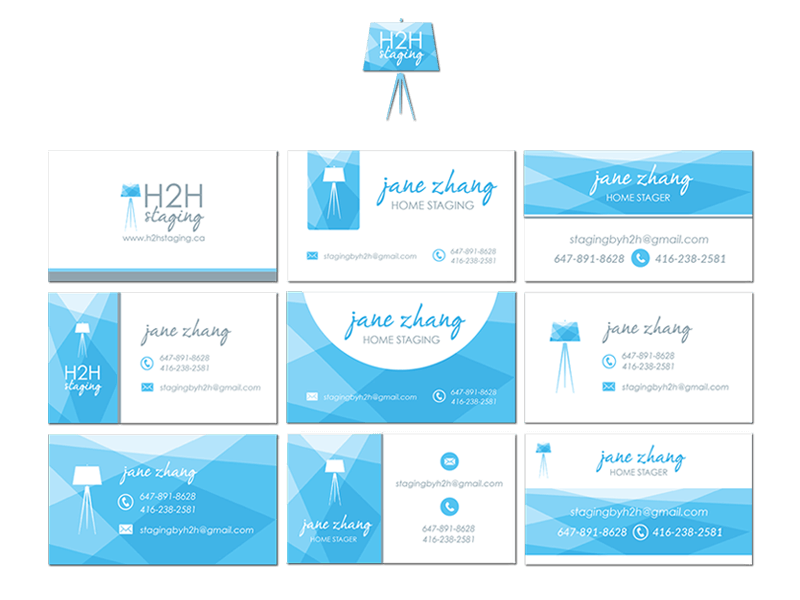 H2H
staging
H2H
staging
www.h2hstaging.ca
jane zhang
HOME STAGING
stagingbyh2h@gmail.com
647-891-8628
416-238-2581
jane zhang
HOME STAGER
stagingbyh2h@gmail.com
647-891-8628 416-238-2581
H2H
staging
jane zhang
647-891-8628
416-238-2581
stagingbyh2h@gmail.com
jane zhang
HOME STAGING
stagingbyh2h@gmail.com
647-891-8628
416-238-2581
jane zhang
647-891-8628
416-238-2581
stagingbyh2h@gmail.com
jane zhang
647-891-8628
416-238-2581
stagingbyh2h@gmail.com
jane zhang
HOME STAGER
stagingbyh2h@gmail.com
647-891-8628
416-238-2581
jane zhang
HOME STAGER
stagingbyh2h@gmail.com
647-891-8628 416-238-2581